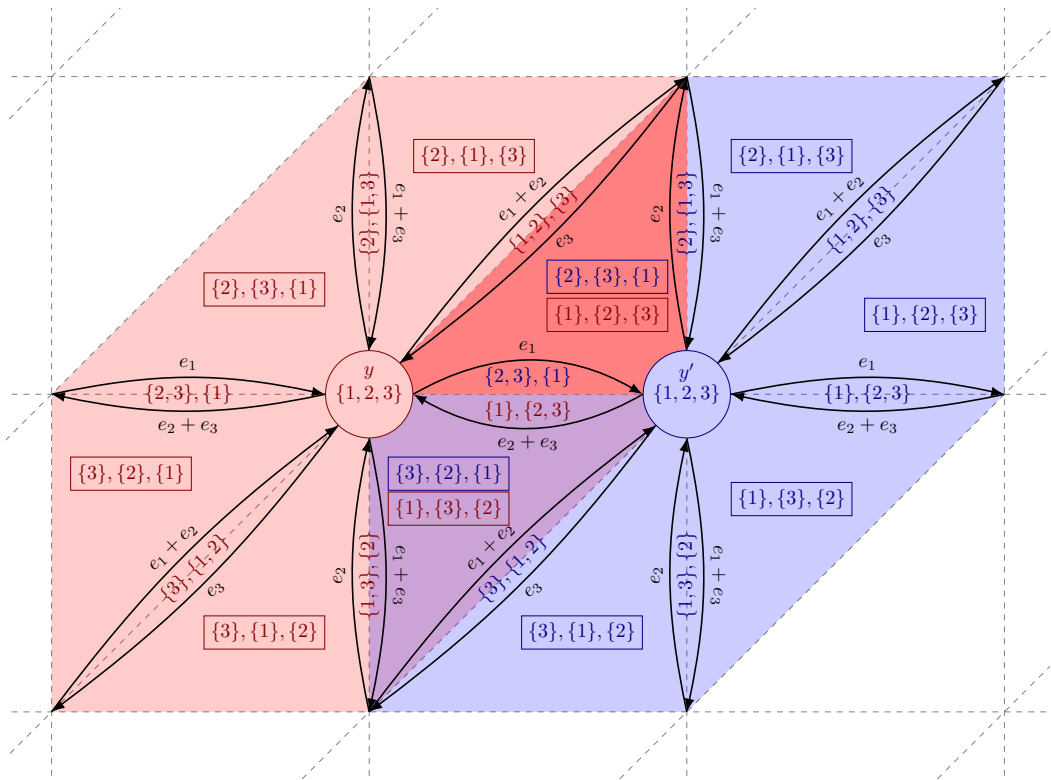 {2}, {1}, {3}
{2}, {1}, {3}
e₂
{2}, {1, 3}
e₁ + e₃
e₁ + e₂
{1, 2}, {3}
e₃
e₂
{2}, {1, 3}
e₁ + e₃
e₁ + e₂
{1, 2}, {3}
e₃
{2}, {3}, {1}
{2}, {3}, {1}
{1}, {2}, {3}
{1}, {2}, {3}
e₁
{2, 3}, {1}
e₂ + e₃
y
{1, 2, 3}
e₁
{2, 3}, {1}
{1}, {2, 3}
e₂ + e₃
y′
{1, 2, 3}
e₁
{1}, {2, 3}
e₂ + e₃
{3}, {2}, {1}
{3}, {2}, {1}
{1}, {3}, {2}
{1}, {3}, {2}
e₁ + e₂
{3}, {1, 2}
e₃
e₂
{1, 3}, {2}
e₁ + e₃
e₁ + e₂
{3}, {1, 2}
e₃
e₂
{1, 3}, {2}
e₁ + e₃
{3}, {1}, {2}
{3}, {1}, {2}